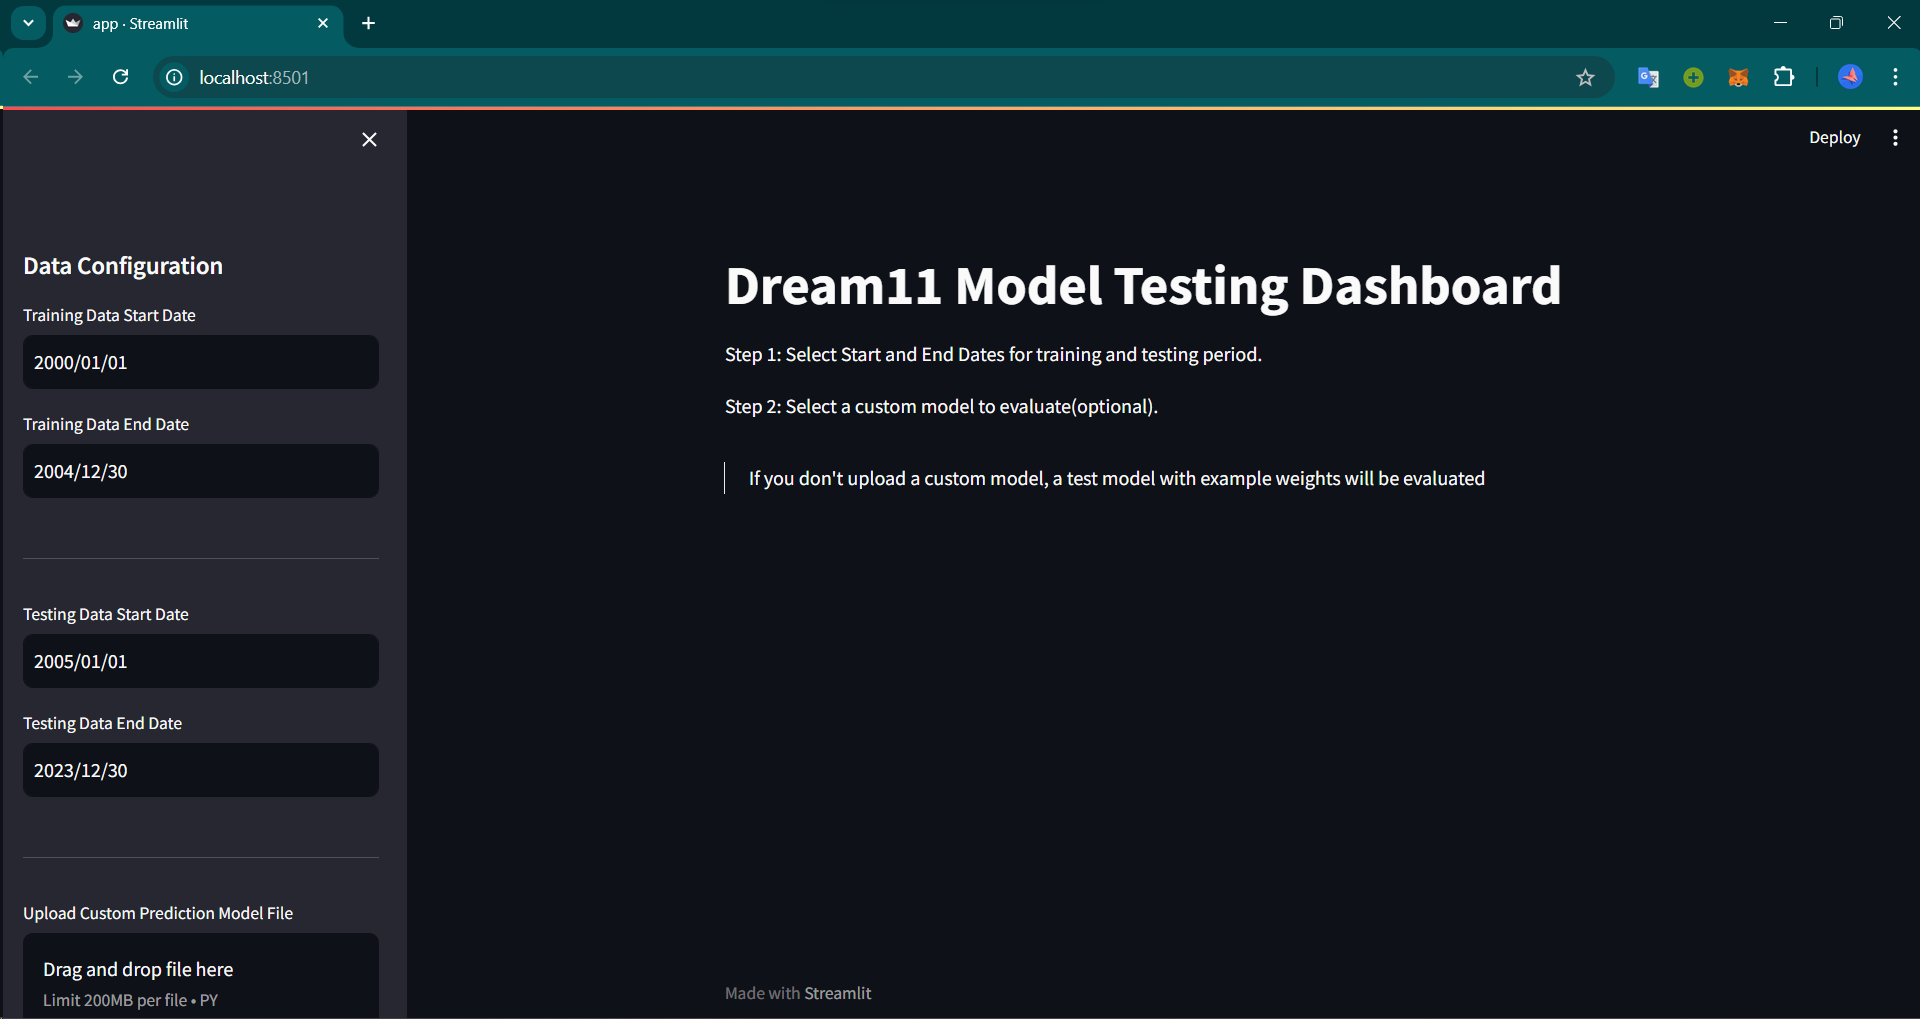 app · Streamlit
localhost:8501
Deploy
Data Configuration
Training Data Start Date
2000/01/01
Training Data End Date
2004/12/30
Testing Data Start Date
2005/01/01
Testing Data End Date
2023/12/30
Upload Custom Prediction Model File
Drag and drop file here
Limit 200MB per file • PY
Dream11 Model Testing Dashboard
Step 1: Select Start and End Dates for training and testing period.
Step 2: Select a custom model to evaluate(optional).
If you don't upload a custom model, a test model with example weights will be evaluated
Made with Streamlit